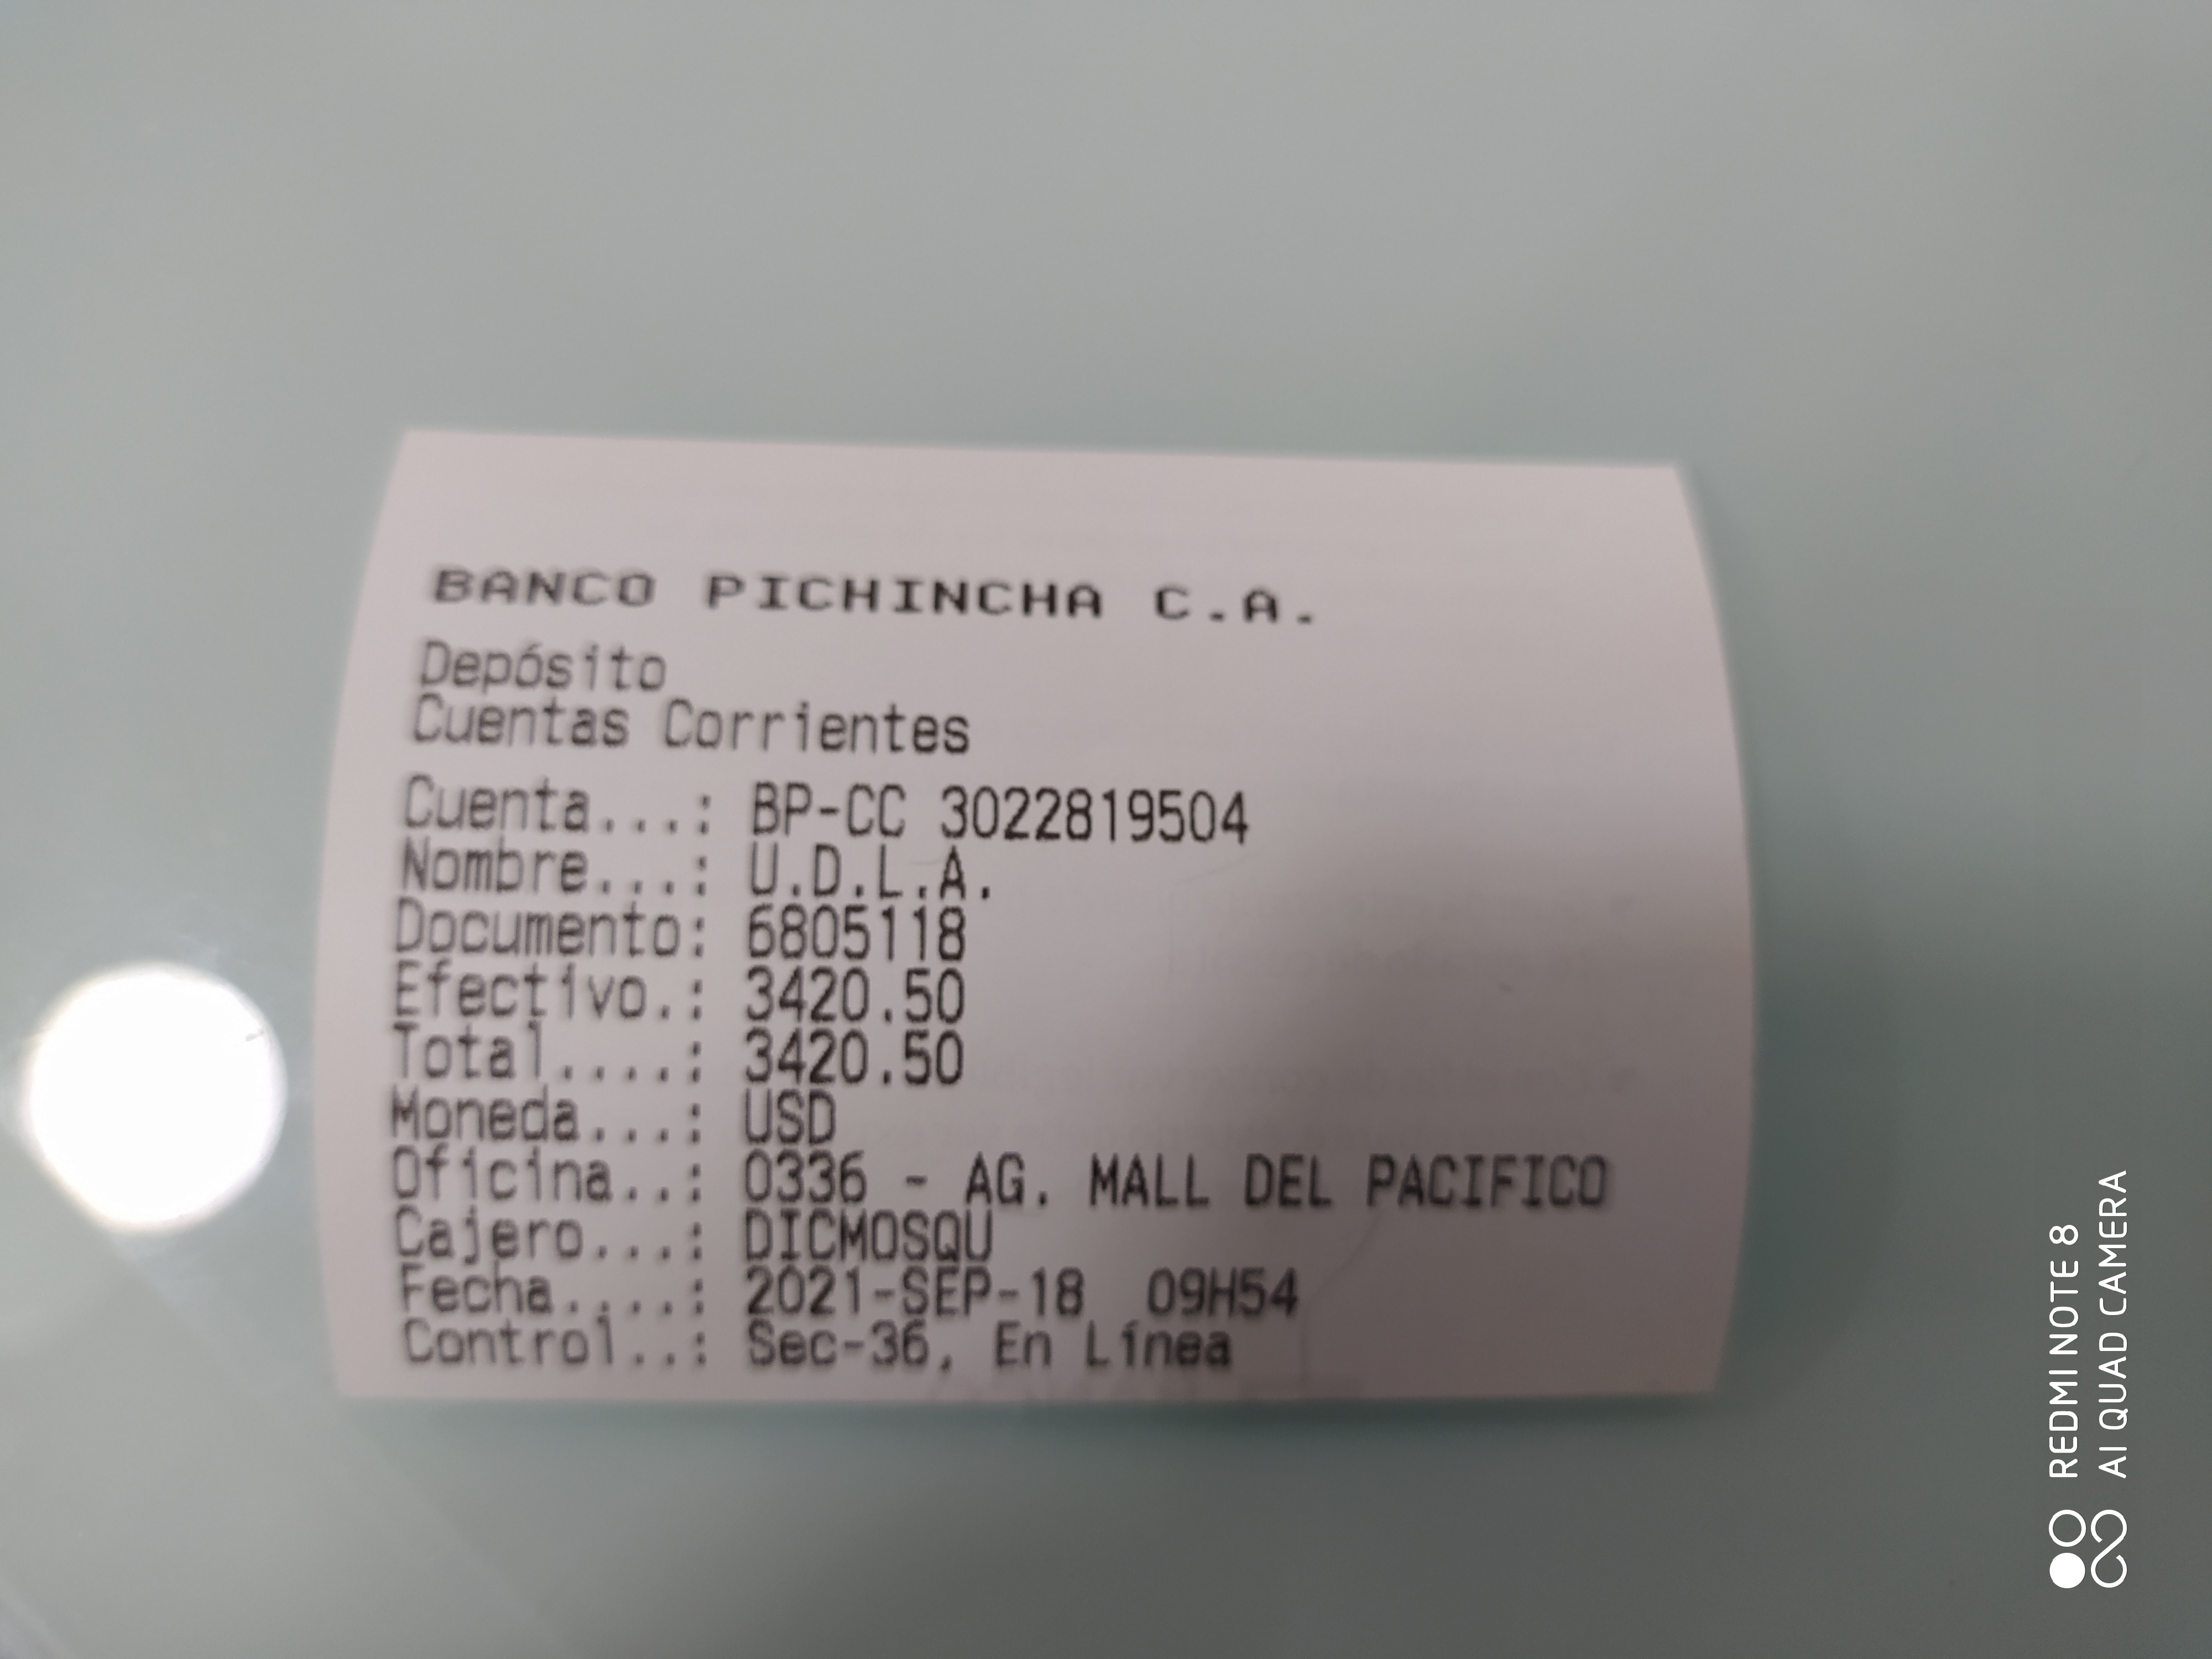 BANCO PICHINCHA C.A.
Depósito
Cuentas Corrientes
Cuenta...: BP-CC 3022819504
Nombre...: U.D.L.A.
Documento: 6805118
Efectivo.: 3420.50
Total....: 3420.50
Moneda...: USD
Oficina..: 0336 - AG. MALL DEL PACIFICO
Cajero...: DICMOSQU
Fecha....: 2021-SEP-18  09H54
Control..: Sec-36, En Línea
REDMI NOTE 8
AI QUAD CAMERA